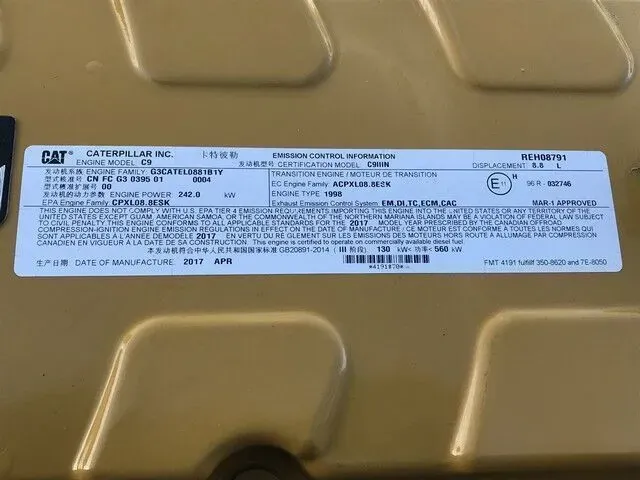 CAT® CATERPILLAR INC. 卡特彼勒 EMISSION CONTROL INFORMATION REH08791
ENGINE MODEL: C9 发动机型号: CERTIFICATION MODEL: C9IIIN DISPLACEMENT: 8.8 L
发动机系族 ENGINE FAMILY: G3CATEL0881B1Y TRANSITION ENGINE / MOTEUR DE TRANSITION
型式核准号 CN FC G3 0395 01 0004 EC Engine Family: ACPXL08.8ESK E11 H 96 R - 032746
型式核准扩展号 00 ENGINE POWER: 242.0 kW ENGINE TYPE: 1998
EPA Engine Family: CPXL08.8ESK Exhaust Emission Control System: EM,DI,TC,ECM,CAC MAR-1 APPROVED
THIS ENGINE DOES NOT COMPLY WITH U.S. EPA TIER 4 EMISSION REQUIREMENTS IMPORTING THIS ENGINE INTO THE UNITED STATES OR ANY TERRITORY OF THE
UNITED STATES EXCEPT GUAM, AMERICAN SAMOA, OR THE COMMONWEALTH OF THE NORTHERN MARIANA ISLANDS MAY BE A VIOLATION OF FEDERAL LAW SUBJECT
TO CIVIL PENALTY. THIS ENGINE CONFORMS TO ALL APPLICABLE STANDARDS FOR THE 2017 MODEL YEAR PRESCRIBED BY THE CANADIAN OFFROAD
COMPRESSION-IGNITION ENGINE EMISSION REGULATIONS IN EFFECT ON THE DATE OF MANUFACTURE. / CE MOTEUR EST CONFORME A TOUTES LES NORMES QUI
SONT APPLICABLES A L'ANNEE DEMODELE 2017 EN VERTU DU REGLEMENT SUR LES EMISSIONS DES MOTEURS HORS ROUTE A ALLUMAGE PAR COMPRESSION
CANADIEN EN VIGUEUR A LA DATE DE SA CONSTRUCTION. This engine is certified to operate on commercially available diesel fuel
本发动机符合中华人民共和国国家标准 GB20891-2014 ( III 阶段) 130 kW< 功率≤ 560 kW
生产日期: DATE OF MANUFACTURE: 2017 APR *4191870* FMT 4191 fulfillf 350-8620 and 7E-8050